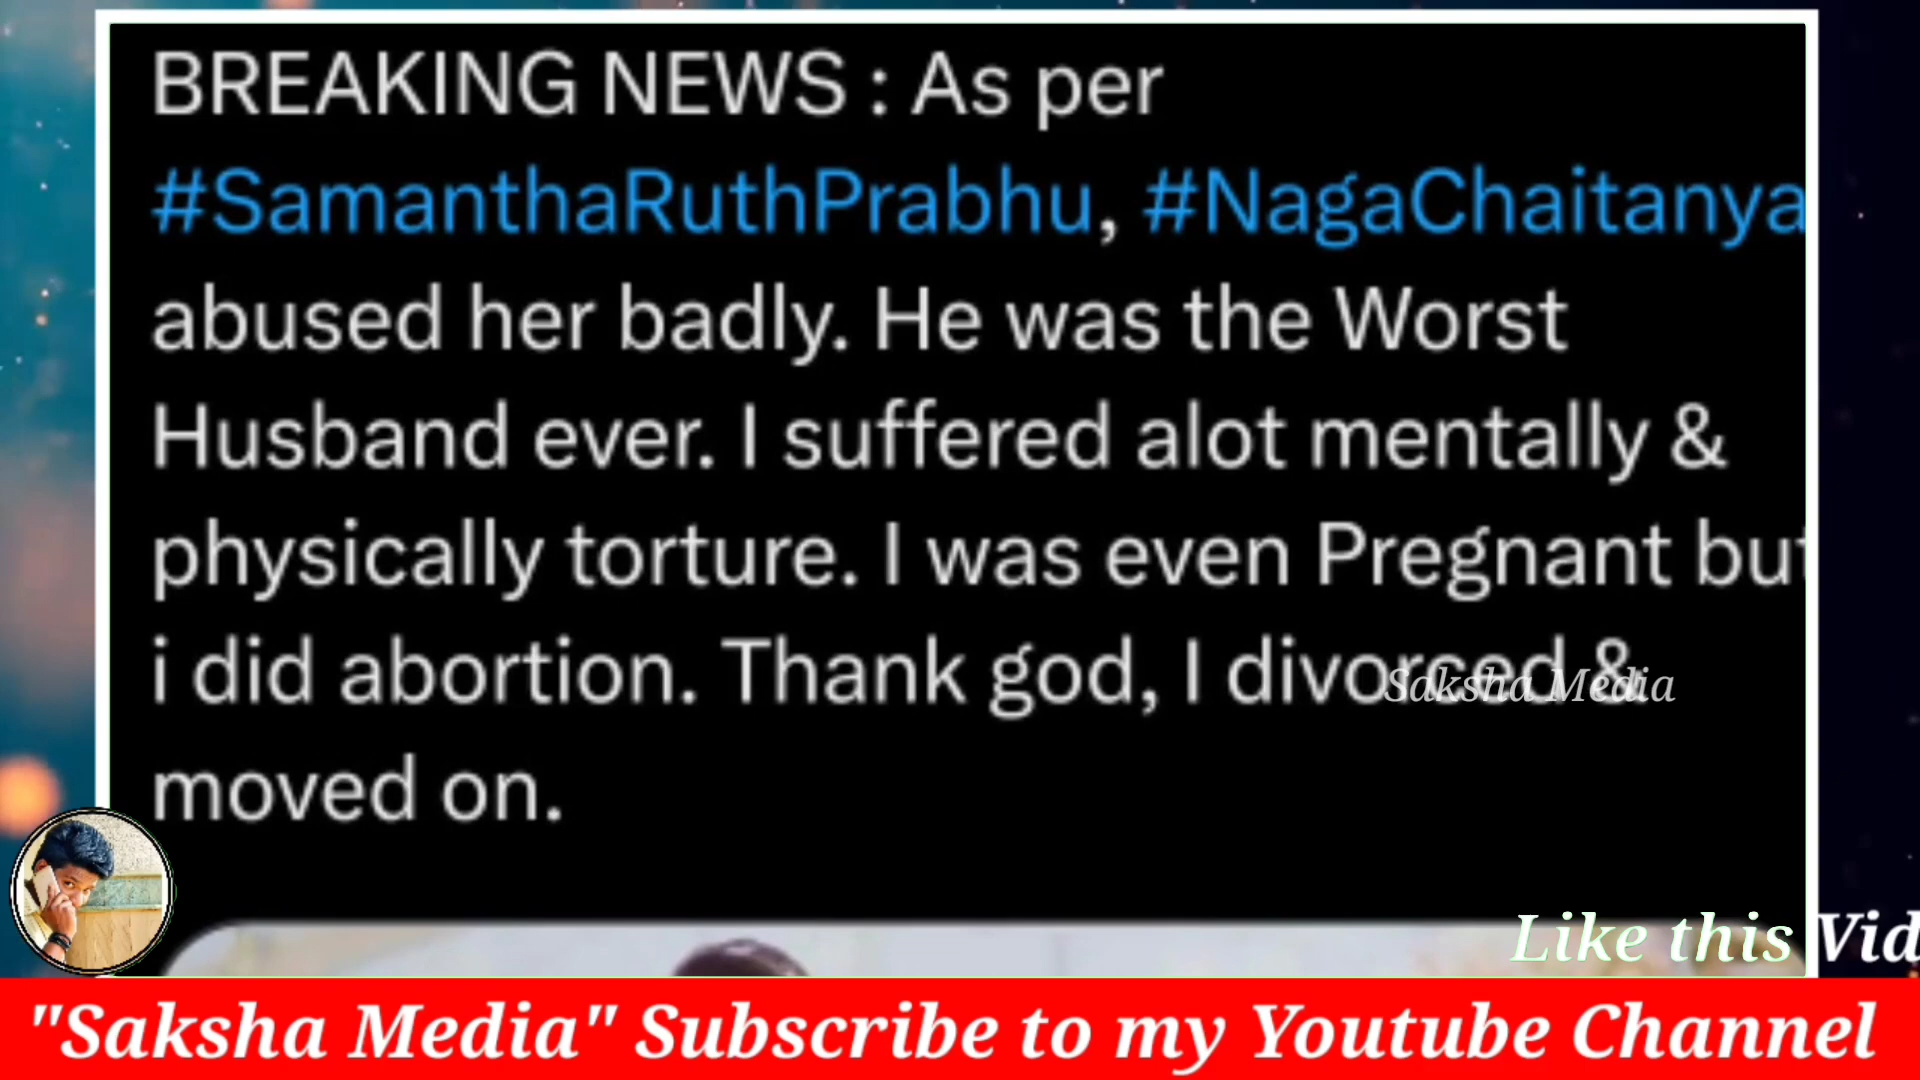 BREAKING NEWS : As per
#SamanthaRuthPrabhu, #NagaChaitanya
abused her badly. He was the Worst
Husband ever. I suffered alot mentally &
physically torture. I was even Pregnant but
i did abortion. Thank god, I divorced &
Saksha Media
moved on.
Like this Vid
"Saksha Media" Subscribe to my Youtube Channel